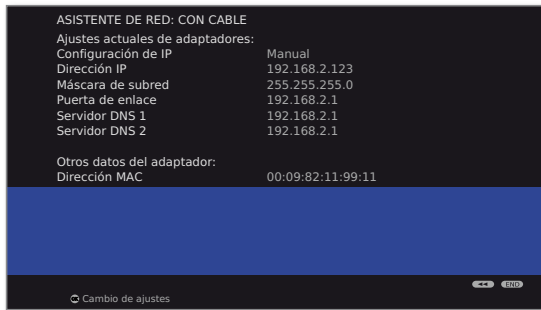 ASISTENTE DE RED: CON CABLE
Ajustes actuales de adaptadores:
Configuración de IP Manual
Dirección IP 192.168.2.123
Máscara de subred 255.255.255.0
Puerta de enlace 192.168.2.1
Servidor DNS 1 192.168.2.1
Servidor DNS 2 192.168.2.1
Otros datos del adaptador:
Dirección MAC 00:09:82:11:99:11
END
OK Cambio de ajustes